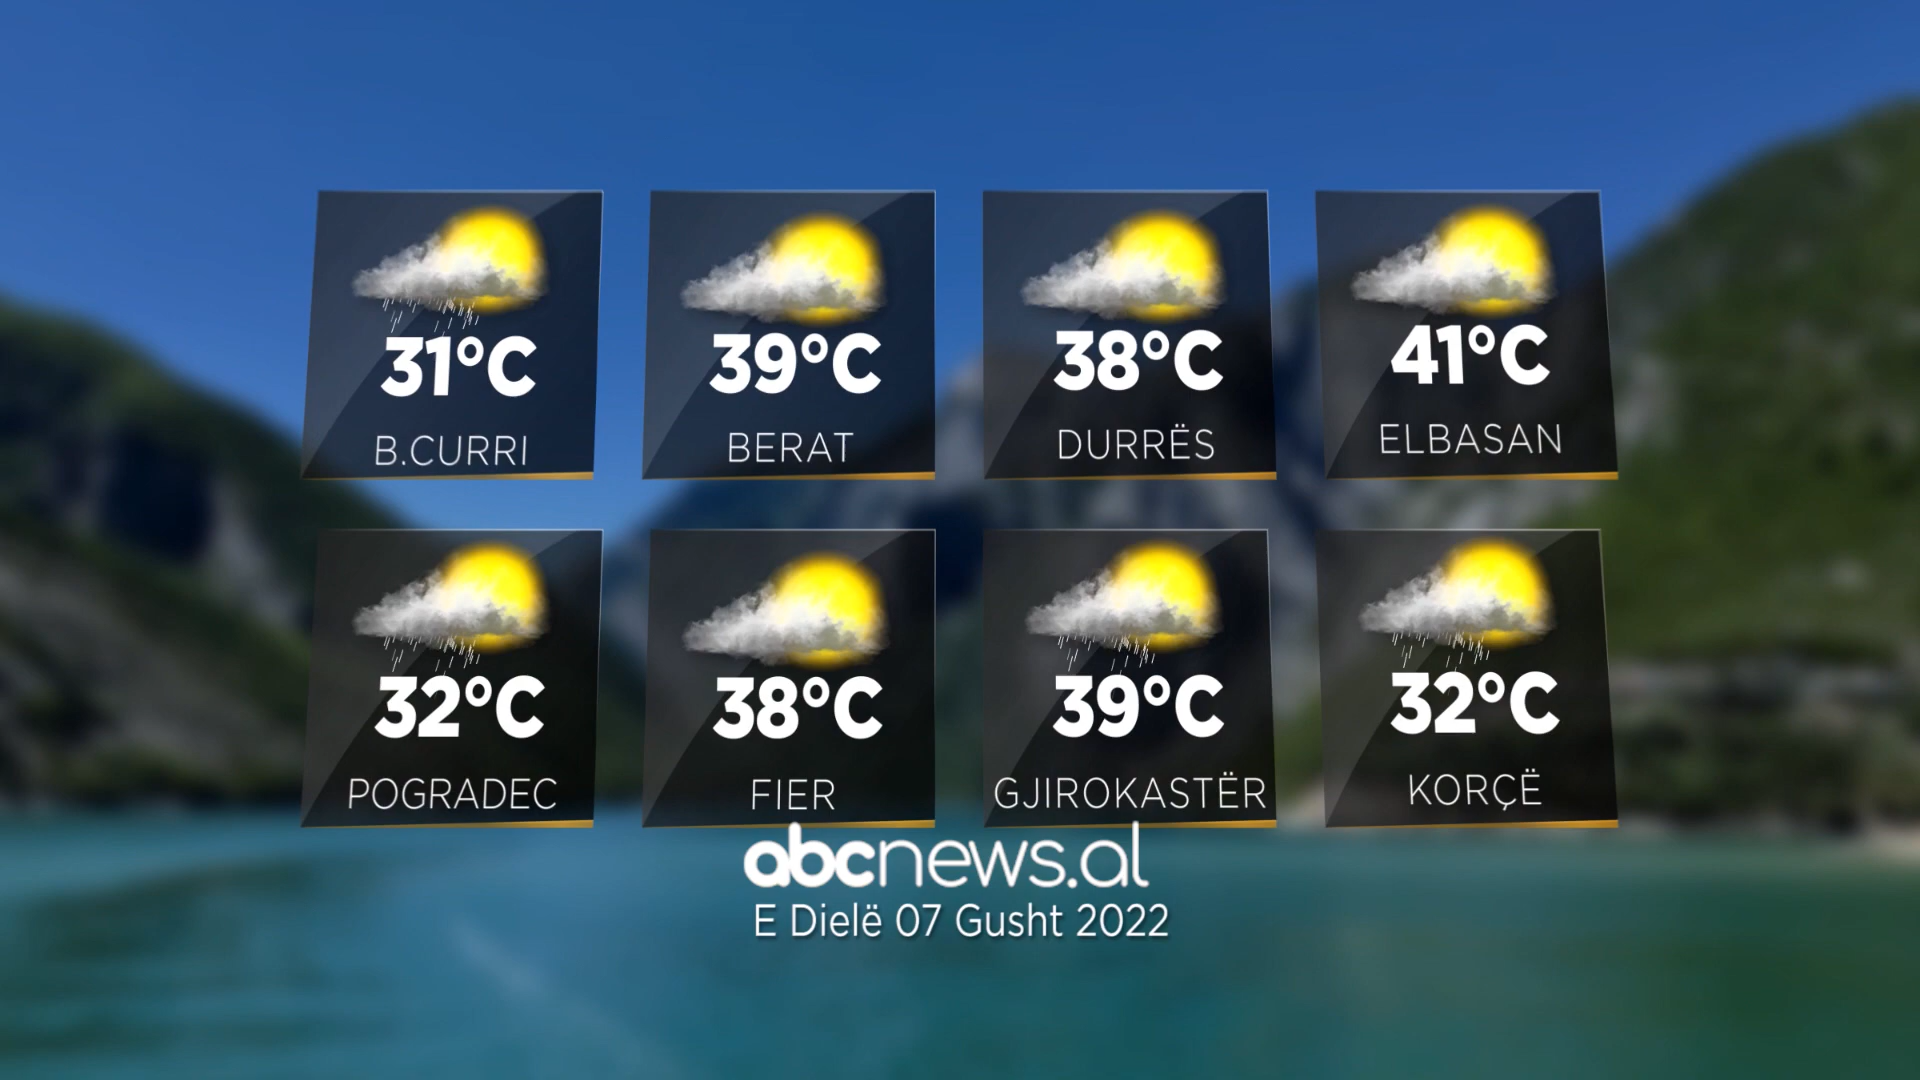 31°C
B.CURRI
39°C
BERAT
38°C
DURRËS
41°C
ELBASAN
32°C
POGRADEC
38°C
FIER
39°C
GJIROKASTËR
32°C
KORÇË
abcnews.al
E Dielë 07 Gusht 2022